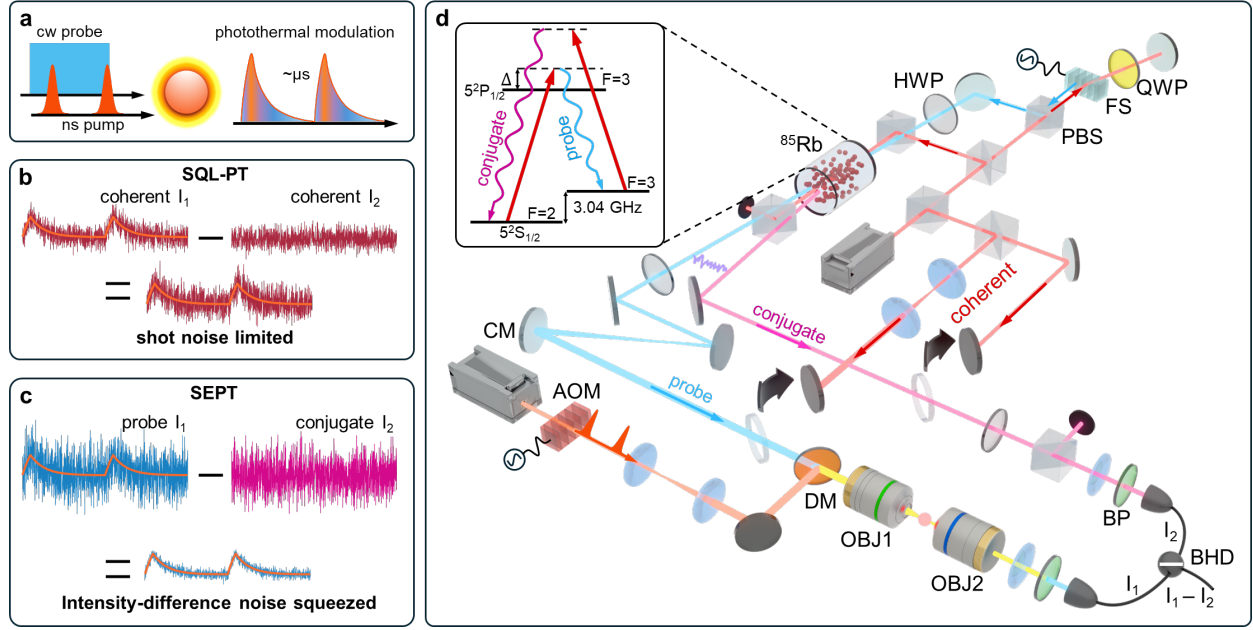 a
cw probe
ns pump
photothermal modulation
~μs
b
SQL-PT
coherent I₁
coherent I₂
shot noise limited
c
SEPT
probe I₁
conjugate I₂
Intensity-difference noise squeezed
d
F=3
Δ
5²P₁/₂
conjugate
probe
F=3
F=2
3.04 GHz
5²S₁/₂
⁸⁵Rb
HWP
PBS
FS
QWP
CM
conjugate
coherent
probe
AOM
DM
OBJ1
OBJ2
BP
I₂
BHD
I₁
I₁ – I₂